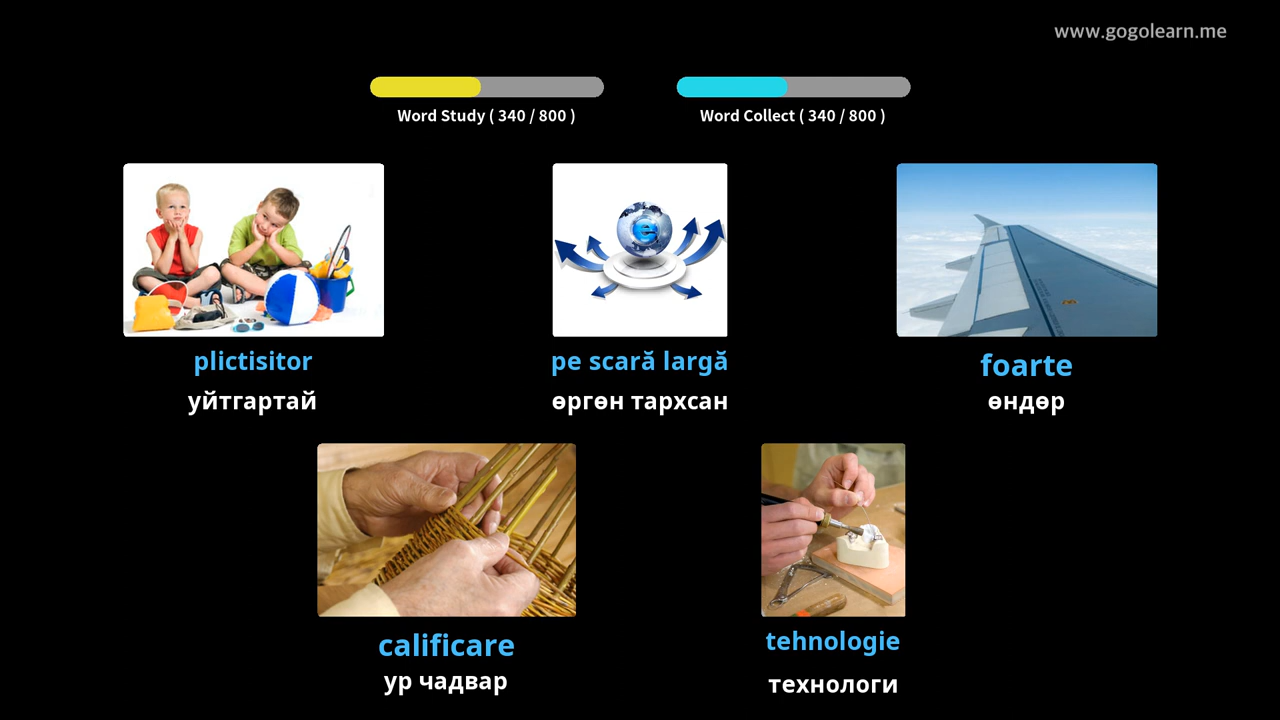 www.gogolearn.me
Word Study ( 340 / 800 )
Word Collect ( 340 / 800 )
plictisitor
уйтгартай
pe scară largă
өргөн тархсан
foarte
өндөр
calificare
ур чадвар
tehnologie
технологи